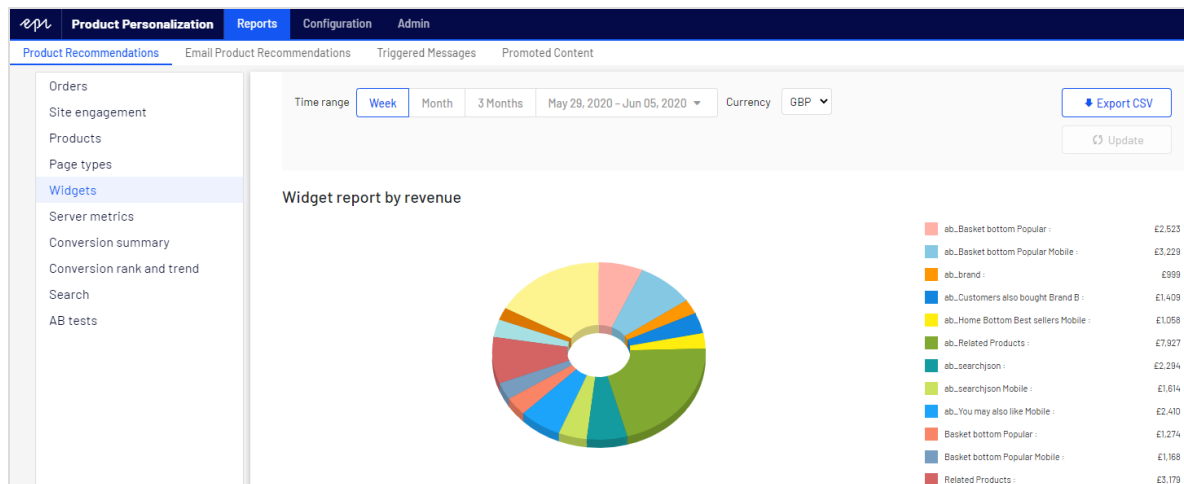 epi Product Personalization Reports Configuration Admin
Product Recommendations Email Product Recommendations Triggered Messages Promoted Content
Orders
Site engagement
Products
Page types
Widgets
Server metrics
Conversion summary
Conversion rank and trend
Search
AB tests
Time range Week Month 3 Months May 29, 2020 – Jun 05, 2020 Currency GBP Export CSV
Update
Widget report by revenue
ab_Basket bottom Popular : £2,523
ab_Basket bottom Popular Mobile : £3,229
ab_brand : £999
ab_Customers also bought Brand B : £1,409
ab_Home Bottom Best sellers Mobile : £1,058
ab_Related Products : £7,927
ab_searchjson : £2,294
ab_searchjson Mobile : £1,614
ab_You may also like Mobile : £2,410
Basket bottom Popular : £1,274
Basket bottom Popular Mobile : £1,168
Related Products : £3,179